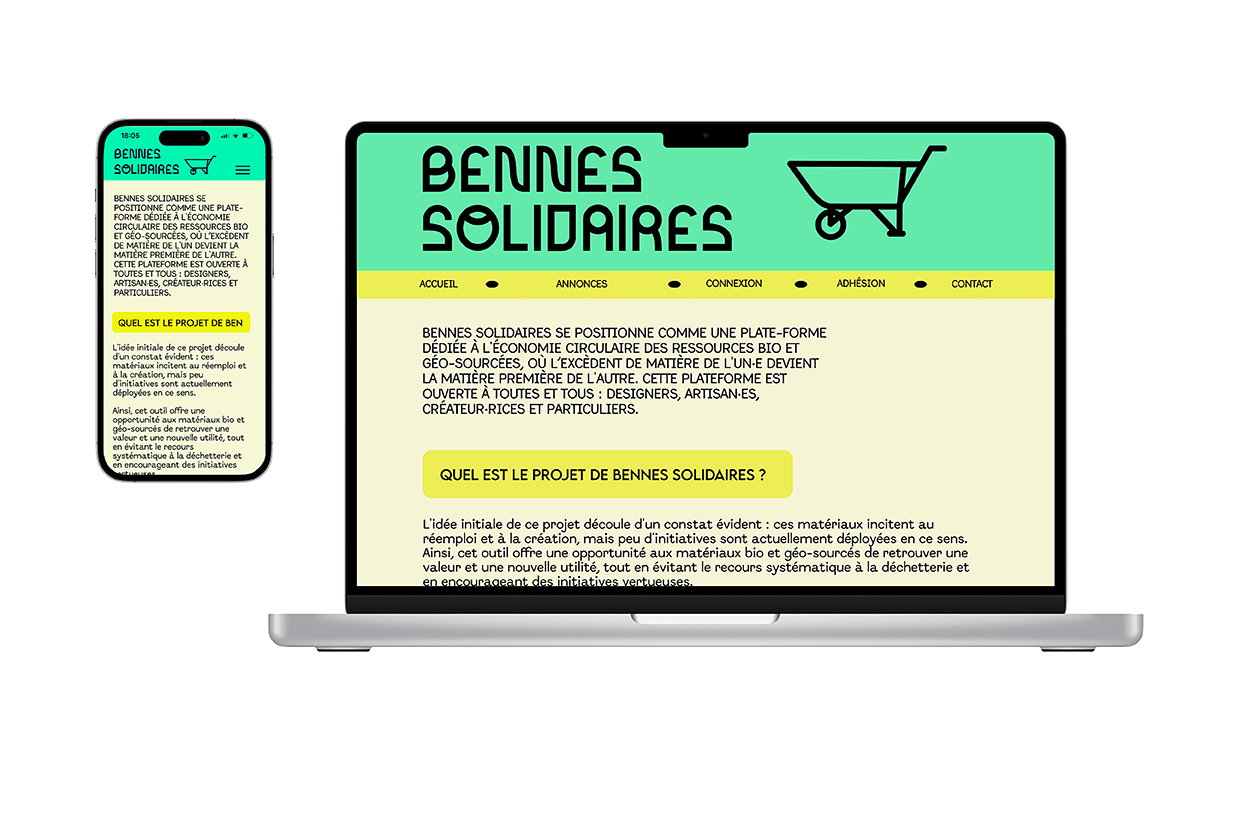 16:06
BENNES
SOLIDAIRES
BENNES SOLIDAIRES SE
POSITIONNE COMME UNE PLATE-
FORME DÉDIÉE À L'ÉCONOMIE
CIRCULAIRE DES RESSOURCES BIO
ET GÉO-SOURCÉES, OÙ L'EXCÈDENT
DE MATIÈRE DE L'UN DEVIENT LA
MATIÈRE PREMIÈRE DE L'AUTRE.
CETTE PLATEFORME EST OUVERTE À
TOUTES ET TOUS : DESIGNERS,
ARTISAN·ES, CRÉATEUR·RICES ET
PARTICULIERS.
QUEL EST LE PROJET DE BEN
L'idée initiale de ce projet découle
d'un constat évident : ces
matériaux incitent au réemploi et
à la création, mais peu
d'initiatives sont actuellement
déployées en ce sens.
Ainsi, cet outil offre une
opportunité aux matériaux bio et
géo-sourcés de retrouver une
valeur et une nouvelle utilité, tout
en évitant le recours
systématique à la déchetterie et
en encourageant des initiatives
vertueuses.
BENNES
SOLIDAIRES
ACCUEIL ANNONCES CONNEXION ADHÉSION CONTACT
BENNES SOLIDAIRES SE POSITIONNE COMME UNE PLATE-FORME
DÉDIÉE À L'ÉCONOMIE CIRCULAIRE DES RESSOURCES BIO ET
GÉO-SOURCÉES, OÙ L'EXCÈDENT DE MATIÈRE DE L'UN·E DEVIENT
LA MATIÈRE PREMIÈRE DE L'AUTRE. CETTE PLATEFORME EST
OUVERTE À TOUTES ET TOUS : DESIGNERS, ARTISAN·ES,
CRÉATEUR·RICES ET PARTICULIERS.
QUEL EST LE PROJET DE BENNES SOLIDAIRES ?
L'idée initiale de ce projet découle d'un constat évident : ces matériaux incitent au
réemploi et à la création, mais peu d'initiatives sont actuellement déployées en ce sens.
Ainsi, cet outil offre une opportunité aux matériaux bio et géo-sourcés de retrouver une
valeur et une nouvelle utilité, tout en évitant le recours systématique à la déchetterie et
en encourageant des initiatives vertueuses.